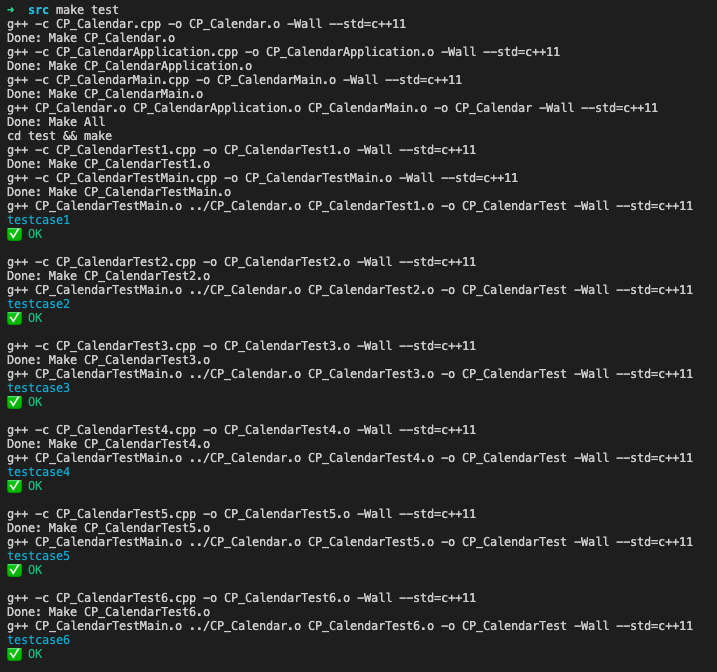 ➜  src make test
g++ -c CP_Calendar.cpp -o CP_Calendar.o -Wall --std=c++11
Done: Make CP_Calendar.o
g++ -c CP_CalendarApplication.cpp -o CP_CalendarApplication.o -Wall --std=c++11
Done: Make CP_CalendarApplication.o
g++ -c CP_CalendarMain.cpp -o CP_CalendarMain.o -Wall --std=c++11
Done: Make CP_CalendarMain.o
g++ CP_Calendar.o CP_CalendarApplication.o CP_CalendarMain.o -o CP_Calendar -Wall --std=c++11
Done: Make All
cd test && make
g++ -c CP_CalendarTest1.cpp -o CP_CalendarTest1.o -Wall --std=c++11
Done: Make CP_CalendarTest1.o
g++ -c CP_CalendarTestMain.cpp -o CP_CalendarTestMain.o -Wall --std=c++11
Done: Make CP_CalendarTestMain.o
g++ CP_CalendarTestMain.o ../CP_Calendar.o CP_CalendarTest1.o -o CP_CalendarTest -Wall --std=c++11
testcase1
✅ OK
g++ -c CP_CalendarTest2.cpp -o CP_CalendarTest2.o -Wall --std=c++11
Done: Make CP_CalendarTest2.o
g++ CP_CalendarTestMain.o ../CP_Calendar.o CP_CalendarTest2.o -o CP_CalendarTest -Wall --std=c++11
testcase2
✅ OK
g++ -c CP_CalendarTest3.cpp -o CP_CalendarTest3.o -Wall --std=c++11
Done: Make CP_CalendarTest3.o
g++ CP_CalendarTestMain.o ../CP_Calendar.o CP_CalendarTest3.o -o CP_CalendarTest -Wall --std=c++11
testcase3
✅ OK
g++ -c CP_CalendarTest4.cpp -o CP_CalendarTest4.o -Wall --std=c++11
Done: Make CP_CalendarTest4.o
g++ CP_CalendarTestMain.o ../CP_Calendar.o CP_CalendarTest4.o -o CP_CalendarTest -Wall --std=c++11
testcase4
✅ OK
g++ -c CP_CalendarTest5.cpp -o CP_CalendarTest5.o -Wall --std=c++11
Done: Make CP_CalendarTest5.o
g++ CP_CalendarTestMain.o ../CP_Calendar.o CP_CalendarTest5.o -o CP_CalendarTest -Wall --std=c++11
testcase5
✅ OK
g++ -c CP_CalendarTest6.cpp -o CP_CalendarTest6.o -Wall --std=c++11
Done: Make CP_CalendarTest6.o
g++ CP_CalendarTestMain.o ../CP_Calendar.o CP_CalendarTest6.o -o CP_CalendarTest -Wall --std=c++11
testcase6
✅ OK